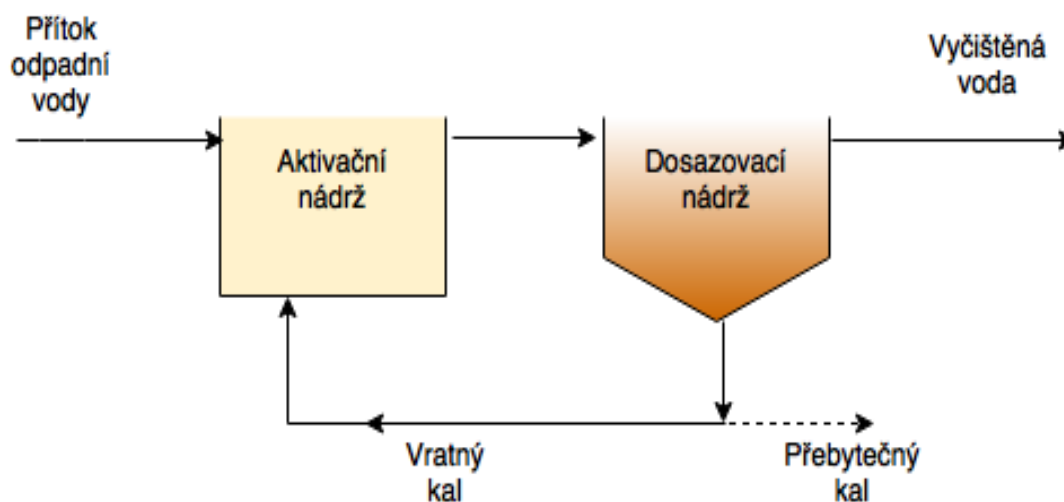 Přítok
odpadní
vody
Vyčištěná
voda
Aktivační
nádrž
Dosazovací
nádrž
Vratný
kal
Přebytečný
kal